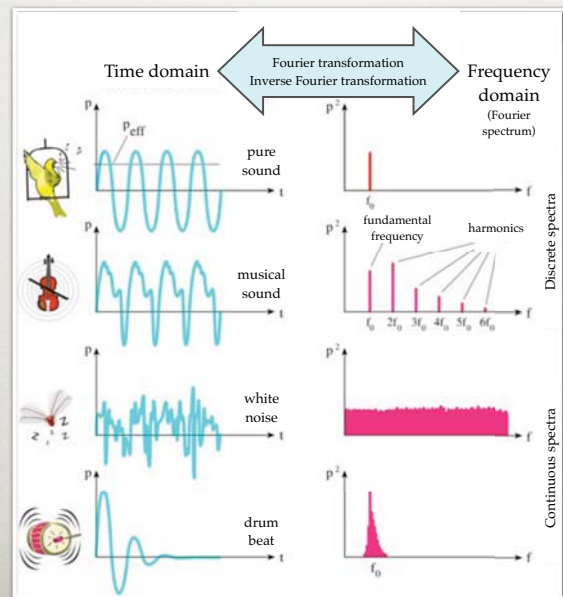 Fourier transformation
Inverse Fourier transformation
Time domain
Frequency
domain
(Fourier
spectrum)
p
p_eff
t
pure
sound
p²
f₀
f
p
t
musical
sound
p²
fundamental
frequency
harmonics
f₀ 2f₀ 3f₀ 4f₀ 5f₀ 6f₀
f
Discrete spectra
z z z
p
t
white
noise
p²
f
p
t
drum
beat
p²
f₀
f
Continuous spectra